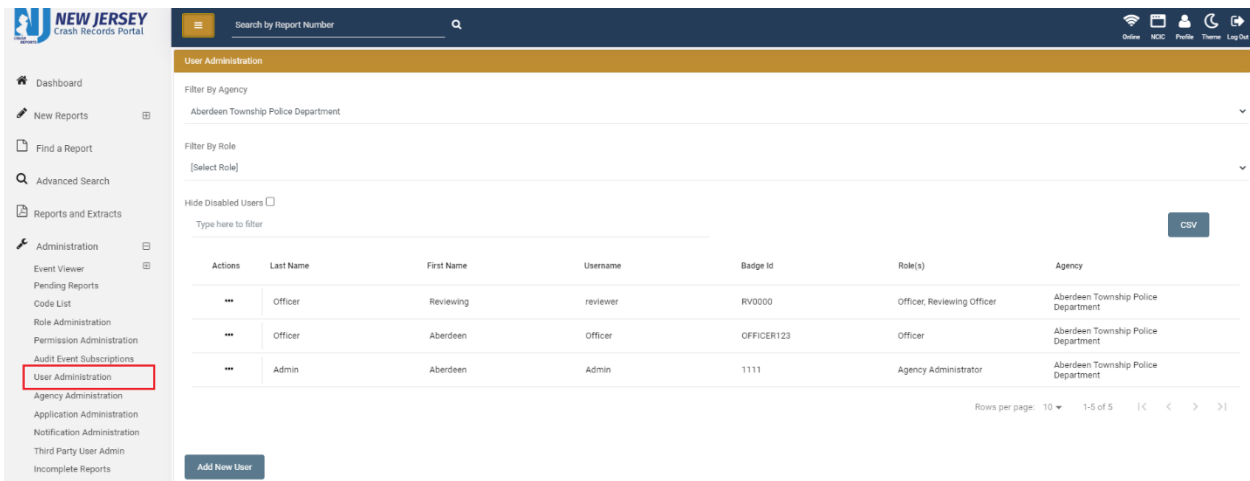 NEW JERSEY
Crash Records Portal
Search by Report Number
Online NCIC Profile Theme Log Out
User Administration
Dashboard
New Reports
Find a Report
Advanced Search
Reports and Extracts
Administration
Event Viewer
Pending Reports
Code List
Role Administration
Permission Administration
Audit Event Subscriptions
User Administration
Agency Administration
Application Administration
Notification Administration
Third Party User Admin
Incomplete Reports
Filter By Agency
Aberdeen Township Police Department
Filter By Role
[Select Role]
Hide Disabled Users
Type here to filter
CSV
Actions Last Name First Name Username Badge Id Role(s) Agency
Officer Reviewing reviewer RV0000 Officer, Reviewing Officer Aberdeen Township Police
Department
Officer Aberdeen Officer OFFICER123 Officer Aberdeen Township Police
Department
Admin Aberdeen Admin 1111 Agency Administrator Aberdeen Township Police
Department
Rows per page: 10 1-5 of 5
Add New User